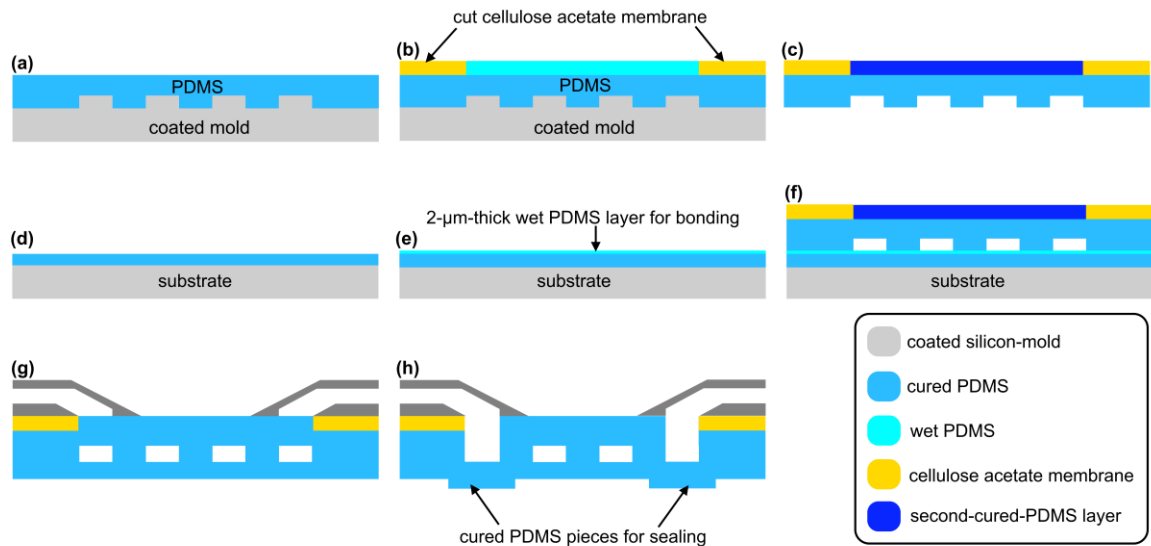 cut cellulose acetate membrane
(a)
PDMS
coated mold
(b)
PDMS
coated mold
(c)
(d)
substrate
2-µm-thick wet PDMS layer for bonding
(e)
substrate
(f)
substrate
(g)
(h)
cured PDMS pieces for sealing
coated silicon-mold
cured PDMS
wet PDMS
cellulose acetate membrane
second-cured-PDMS layer